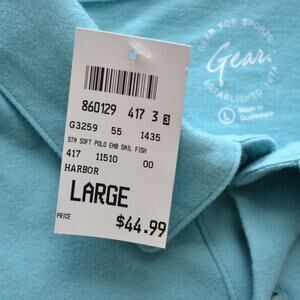 GEAR FOR SPORTS
Gear.
ESTABLISHED 1974
L
Made in
Guatemala
860129 417 3 3
G3259 55 1435
STA SOFT POLO EMB SAIL FISH
417 11510 00
HARBOR
LARGE
PRICE
$44.99